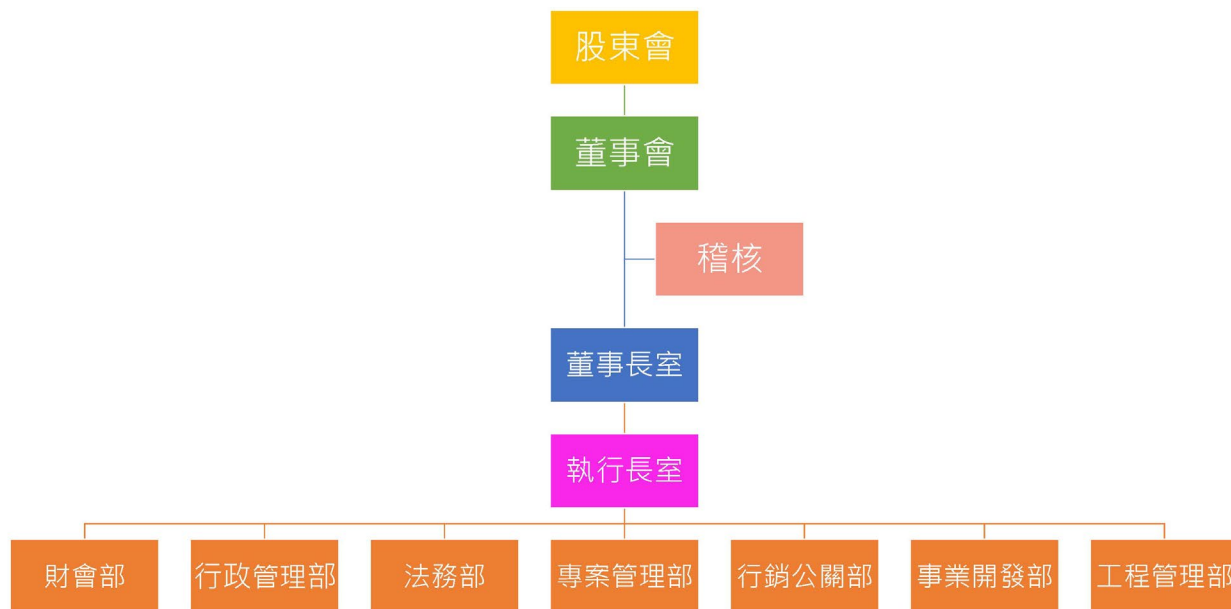 股東會
董事會
稽核
董事長室
執行長室
財會部
行政管理部
法務部
專案管理部
行銷公關部
事業開發部
工程管理部